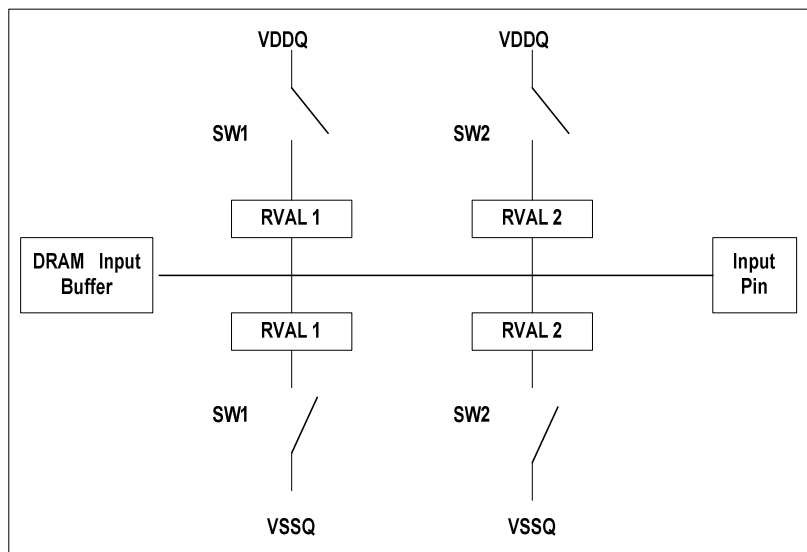 VDDQ VDDQ
SW1 SW2
RVAL 1 RVAL 2
DRAM Input
Buffer
Input
Pin
RVAL 1 RVAL 2
SW1 SW2
VSSQ VSSQ